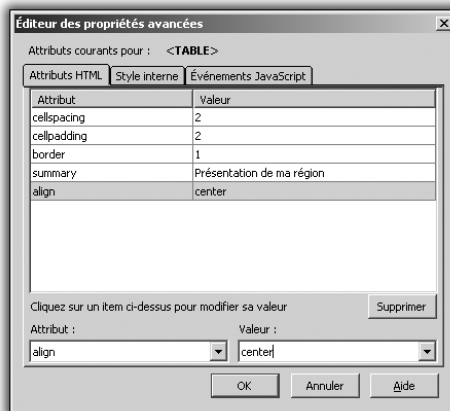 Éditeur des propriétés avancées
Attributs courants pour : <TABLE>
Attributs HTML Style interne Événements JavaScript
Attribut Valeur
cellspacing 2
cellpadding 2
border 1
summary Présentation de ma région
align center
Cliquez sur un item ci-dessus pour modifier sa valeur Supprimer
Attribut : Valeur :
align center
OK Annuler Aide